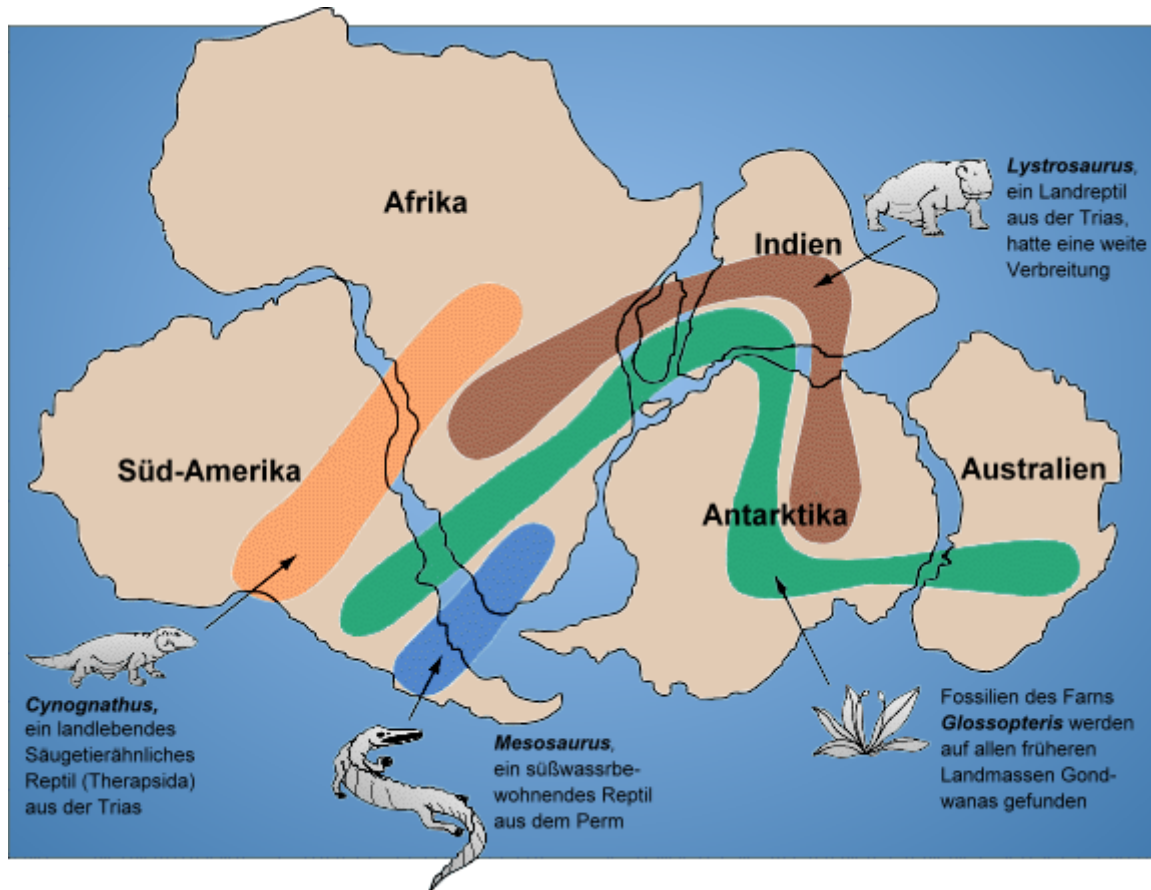 Afrika
Indien
Lystrosaurus,
ein Landreptil
aus der Trias,
hatte eine weite
Verbreitung
Süd-Amerika
Antarktika
Australien
Cynognathus,
ein landlebendes
Säugetierähnliches
Reptil (Therapsida)
aus der Trias
Mesosaurus,
ein süßwassrbe-
wohnendes Reptil
aus dem Perm
Fossilien des Farns
Glossopteris werden
auf allen früheren
Landmassen Gond-
wanas gefunden